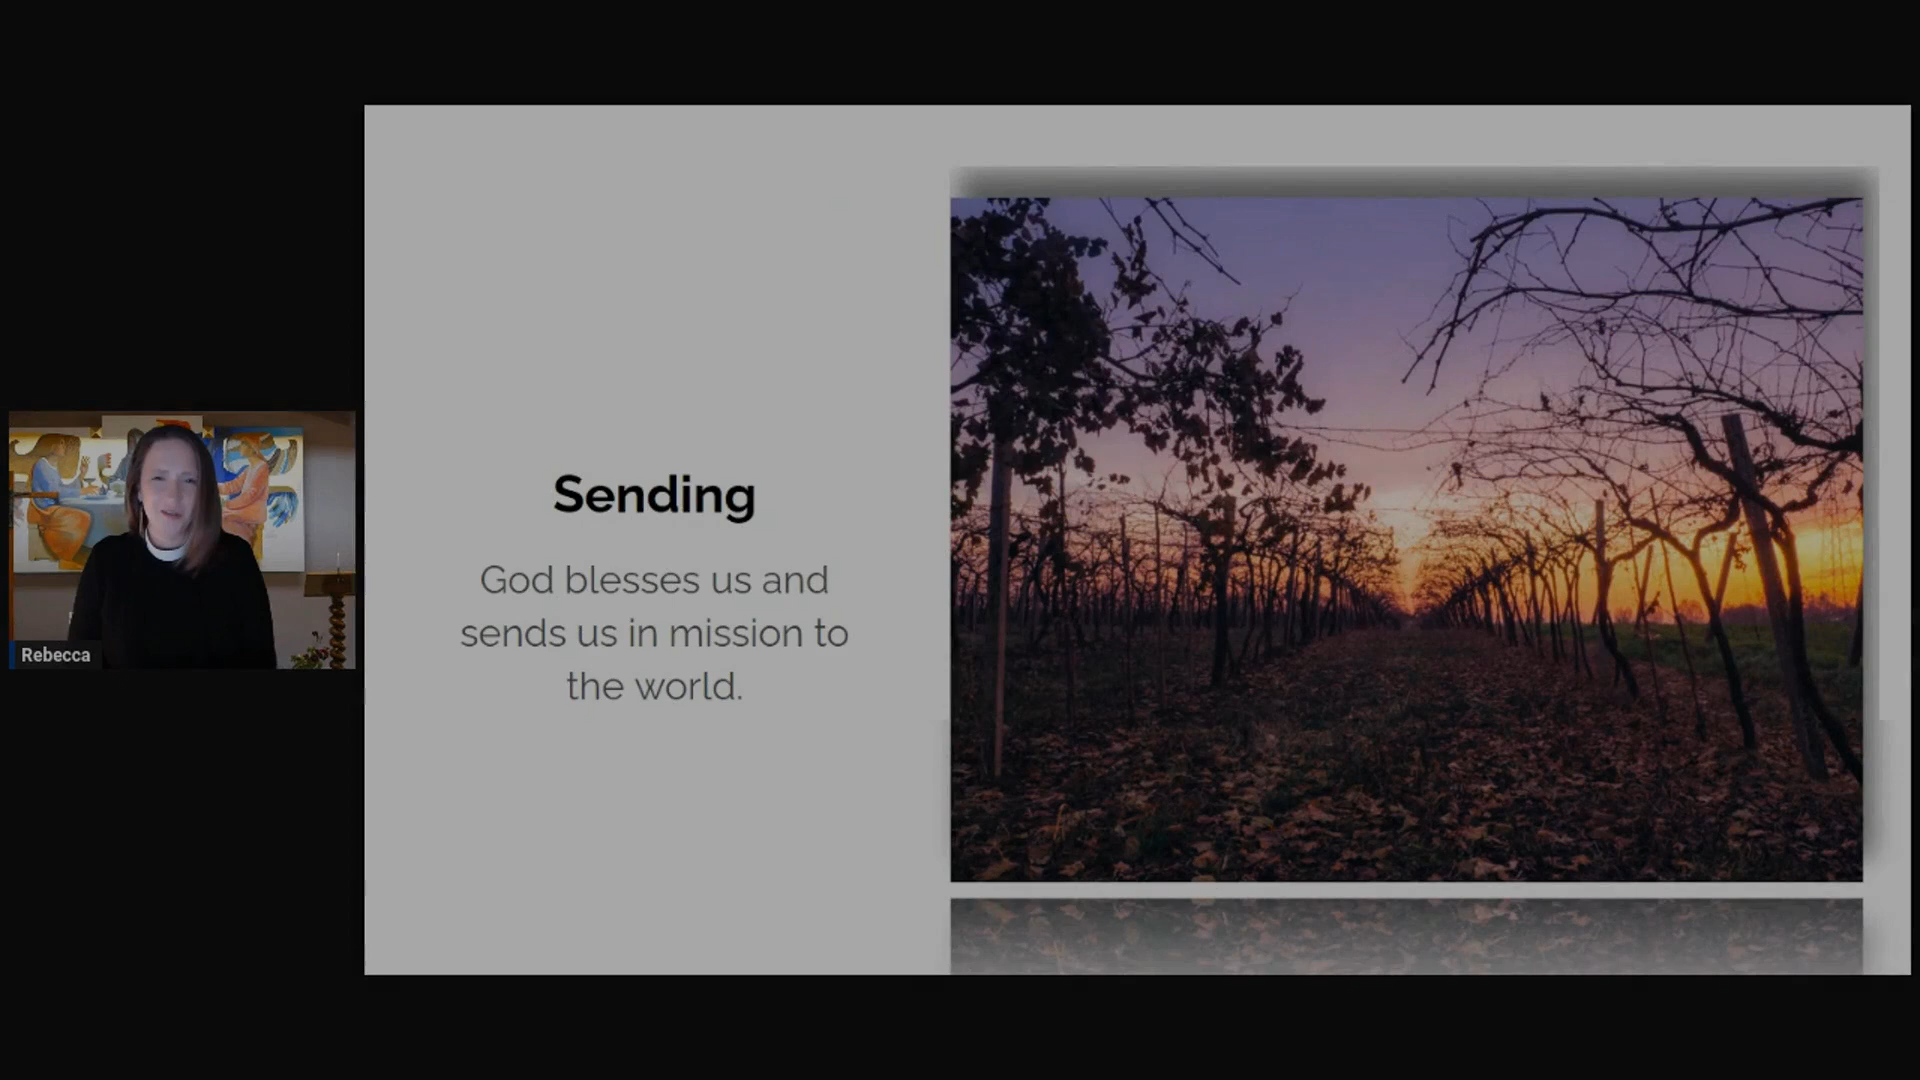 Sending
God blesses us and
sends us in mission to
the world.
Rebecca